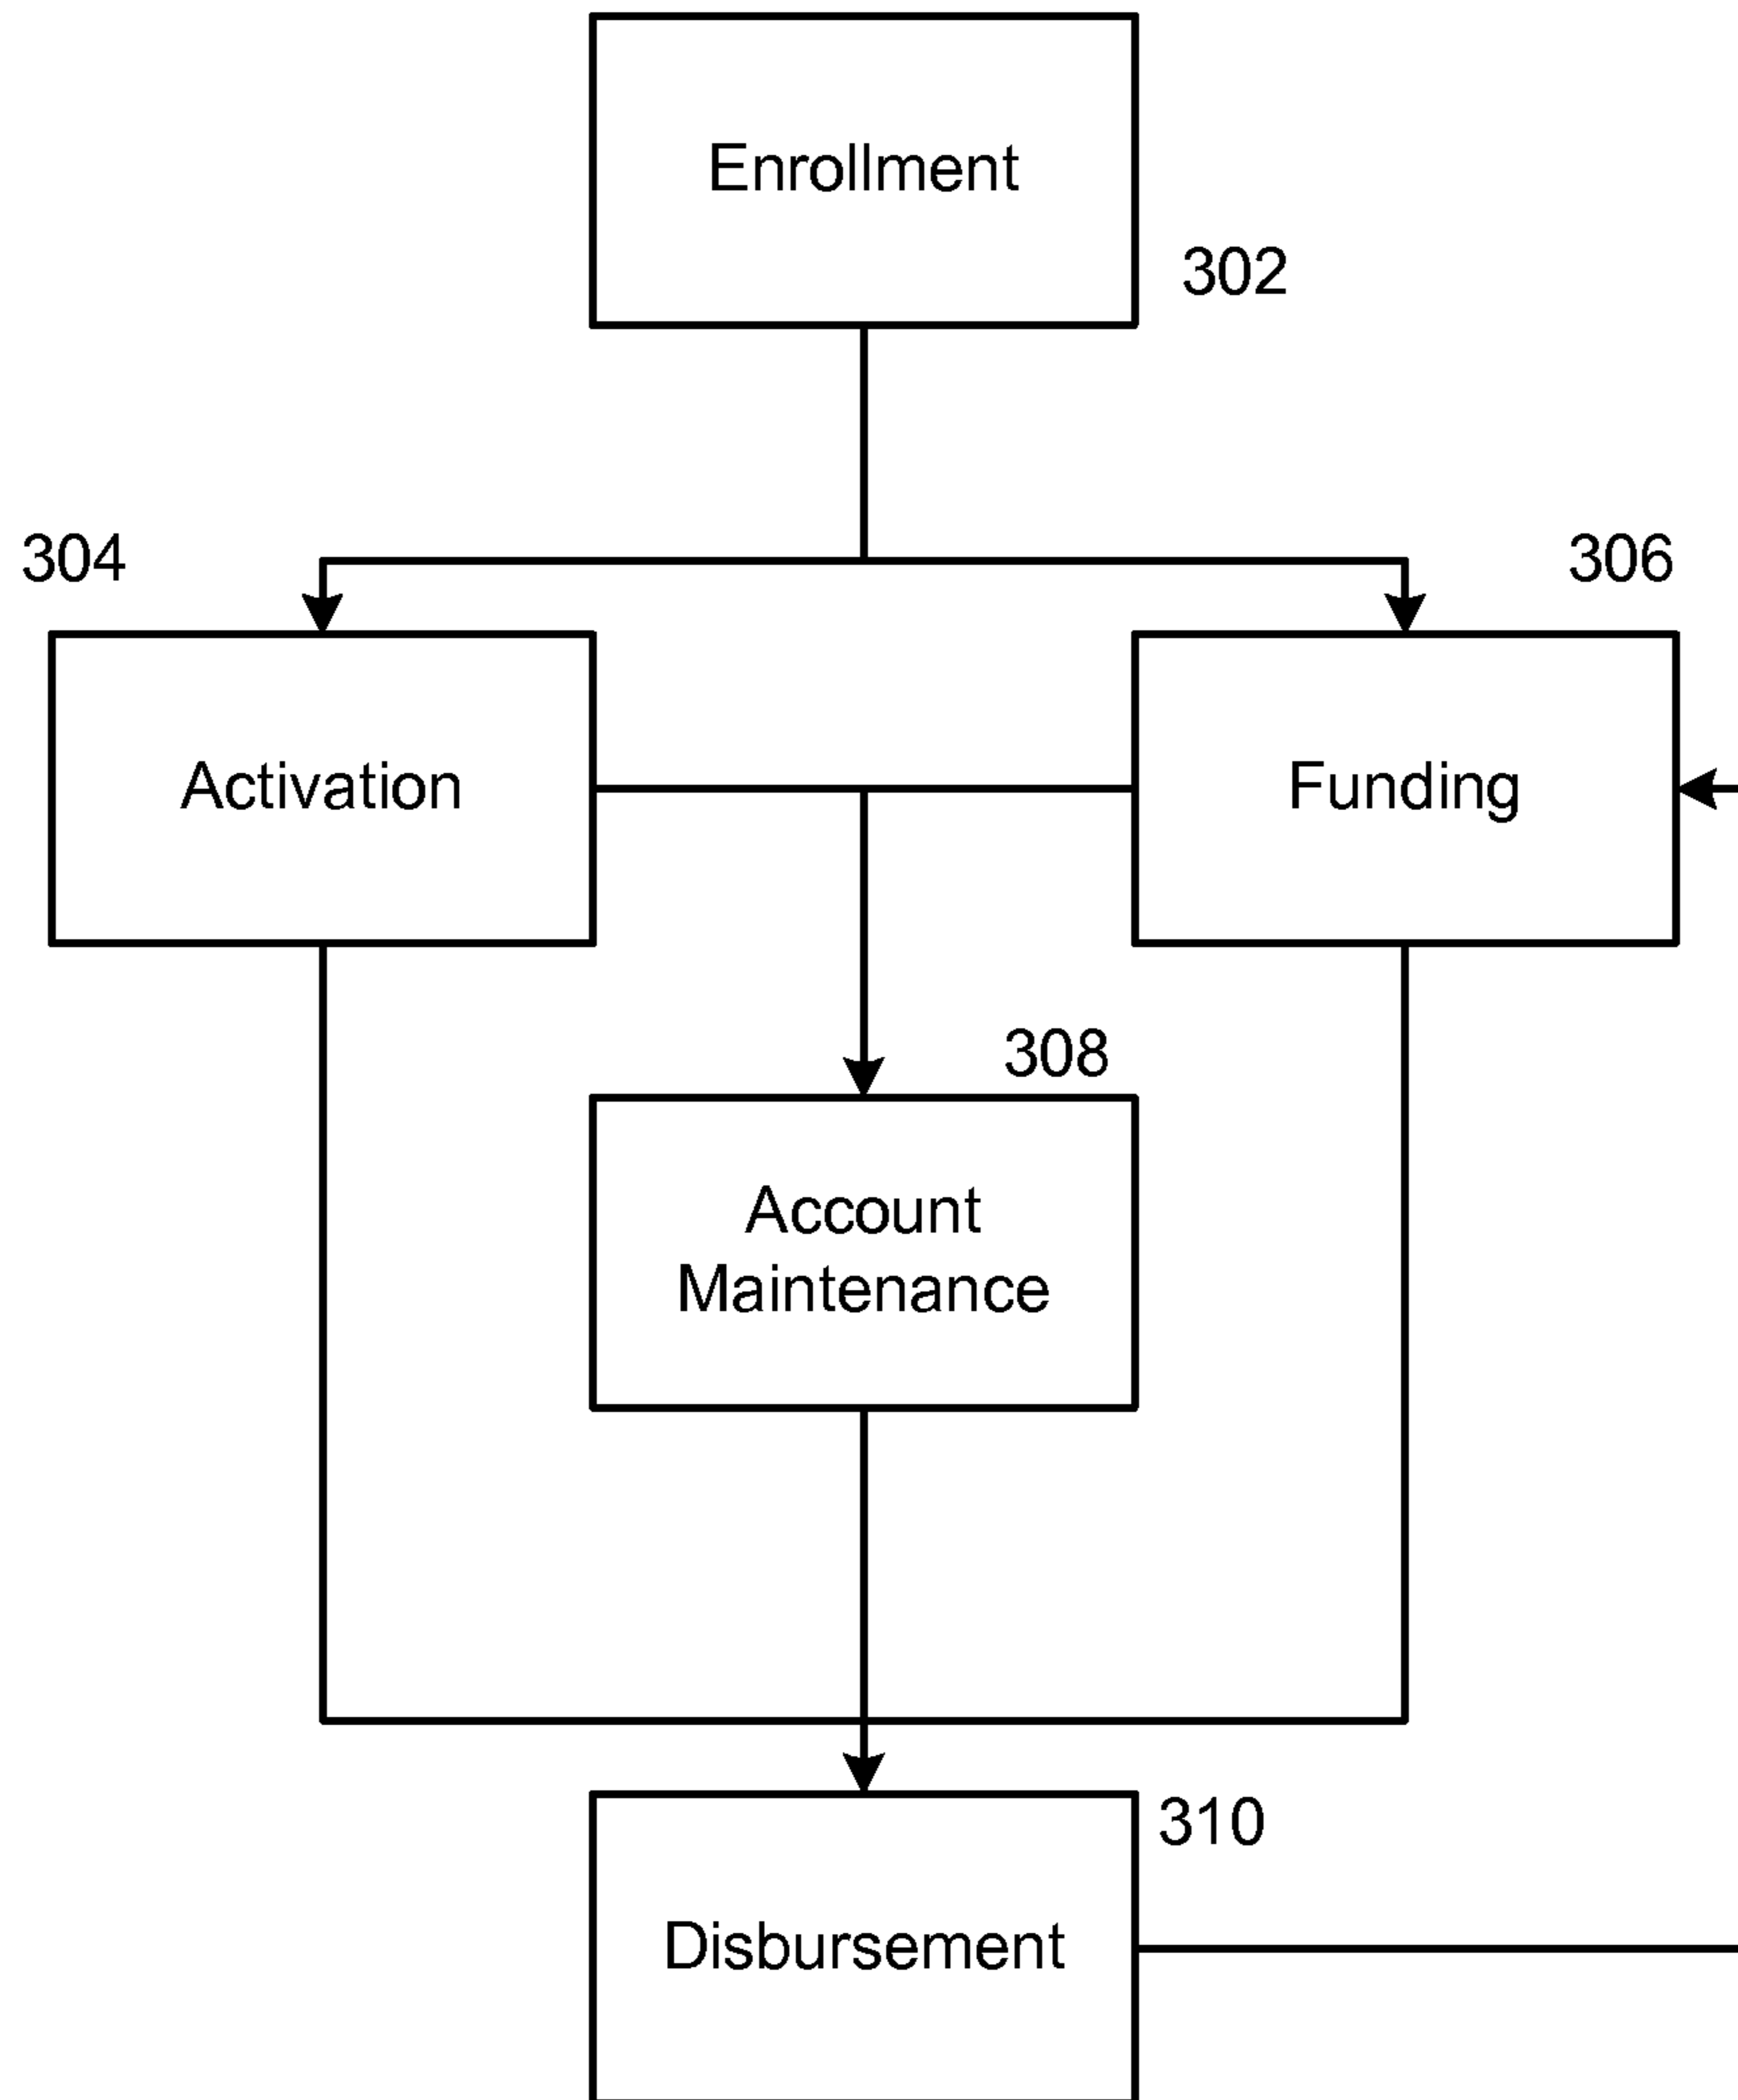 Enrollment
302
304
306
Activation
Funding
308
Account
Maintenance
310
Disbursement